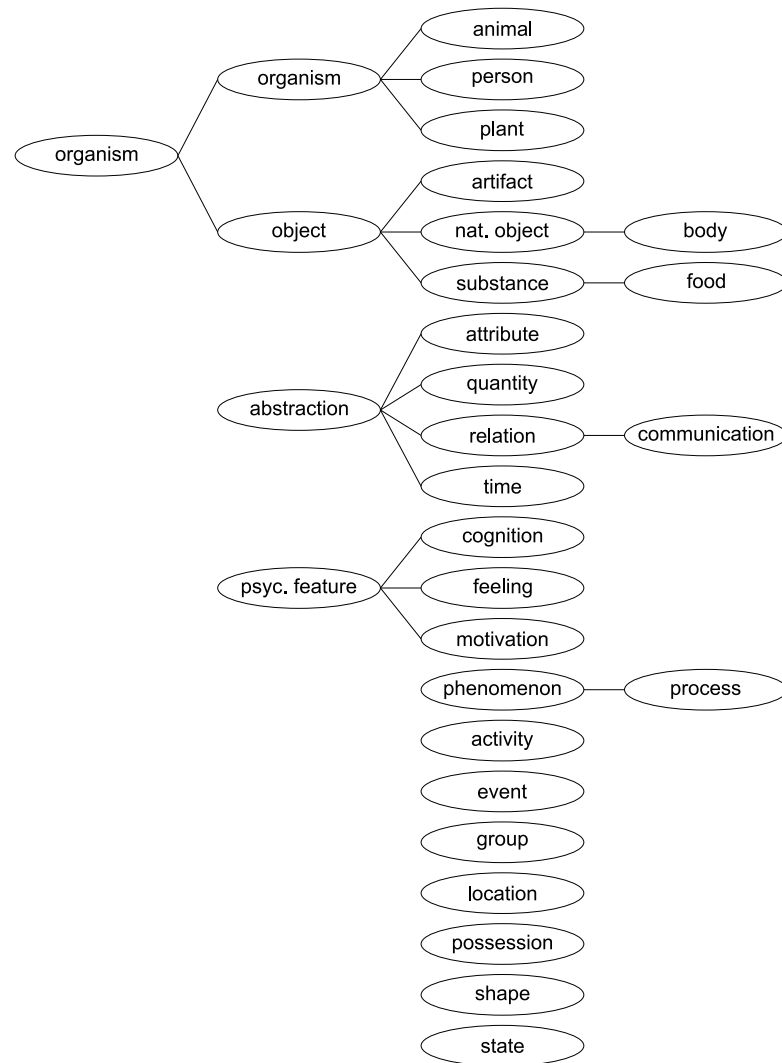 animal
organism
person
plant
organism
artifact
object
nat. object
body
substance
food
attribute
quantity
abstraction
relation
communication
time
cognition
psyc. feature
feeling
motivation
phenomenon
process
activity
event
group
location
possession
shape
state